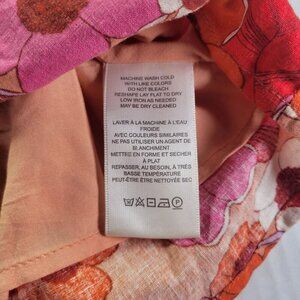 MACHINE WASH COLD
WITH LIKE COLORS
DO NOT BLEACH
RESHAPE LAY FLAT TO DRY
LOW IRON AS NEEDED
MAY BE DRY CLEANED
LAVER À LA MACHINE À L'EAU
FROIDE
AVEC COULEURS SIMILAIRES
NE PAS UTILISER UN AGENT DE
BLANCHIMENT
METTRE EN FORME ET SECHER
À PLAT
REPASSER, AU BESOIN, À TRÈS
BASSE TEMPÉRATURE
PEUT-ÊTRE NETTOYÉE SEC